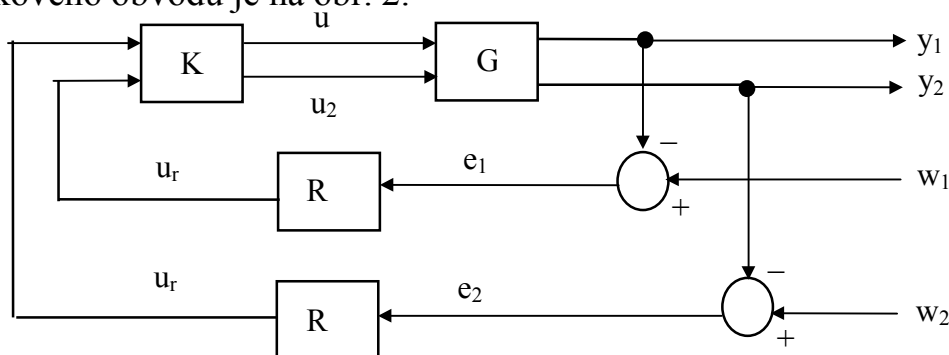 kového obvodu je na obr. 2.
u
K
G
y1
y2
u2
−
ur
R
e1
w1
+
ur
R
e2
−
w2
+